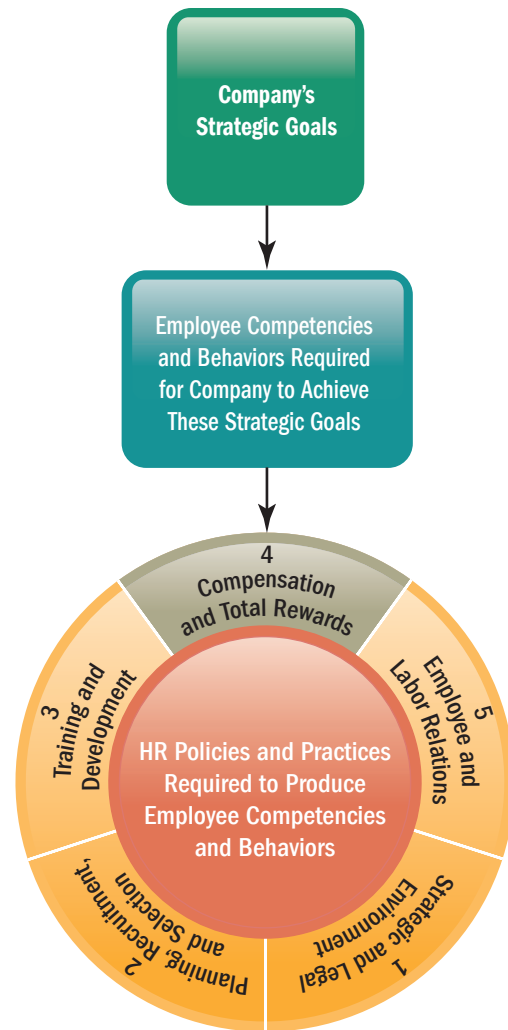 Company's
Strategic Goals
Employee Competencies
and Behaviors Required
for Company to Achieve
These Strategic Goals
4
Compensation
and Total Rewards
3
Training and
Development
5
Employee and
Labor Relations
HR Policies and Practices
Required to Produce
Employee Competencies
and Behaviors
2
Planning, Recruitment,
and Selection
1
Strategic and Legal
Environment